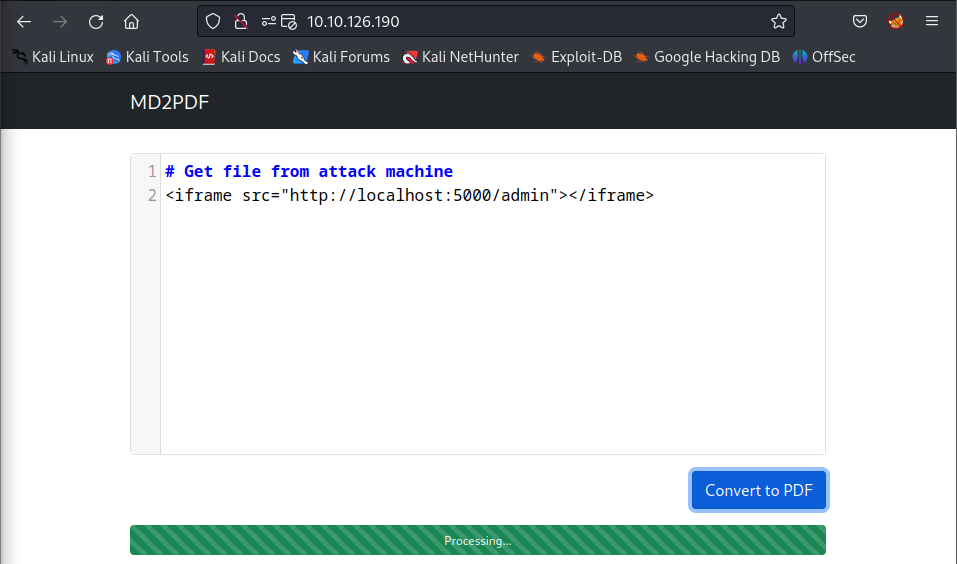 10.10.126.190
Kali Linux Kali Tools Kali Docs Kali Forums Kali NetHunter Exploit-DB Google Hacking DB OffSec
MD2PDF
1 # Get file from attack machine
2 <iframe src="http://localhost:5000/admin"></iframe>
Convert to PDF
Processing...